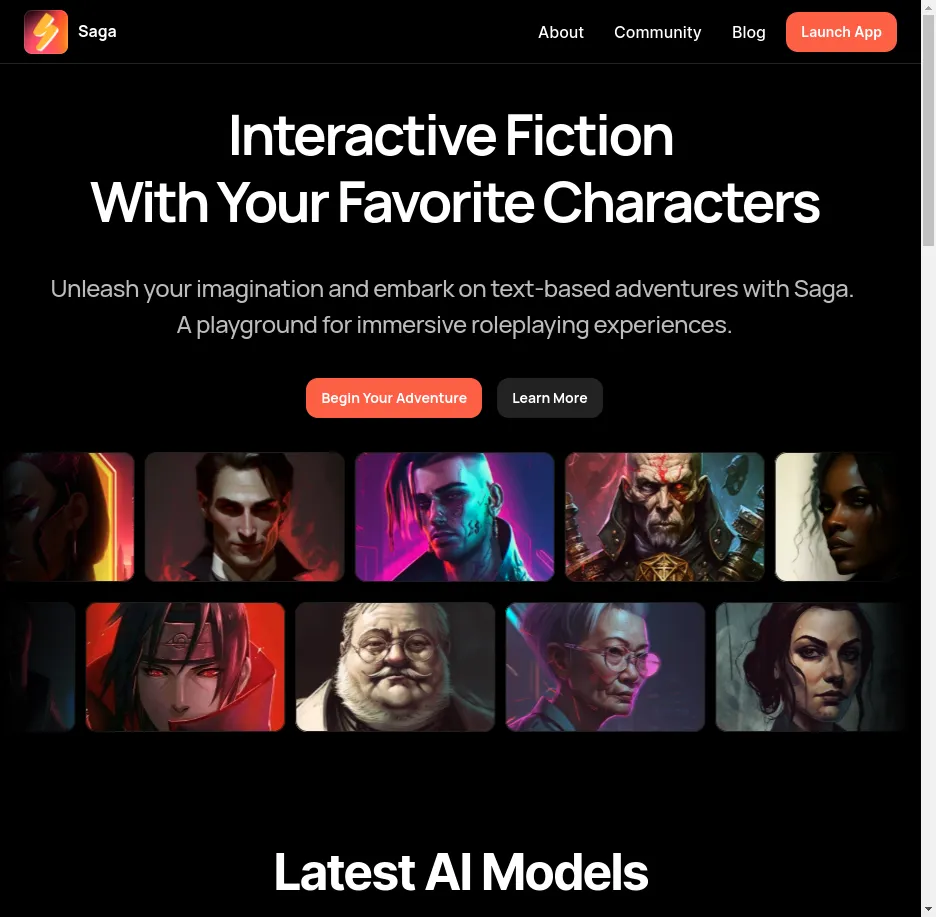 Saga
About
Community
Blog
Launch App
Interactive Fiction
With Your Favorite Characters
Unleash your imagination and embark on text-based adventures with Saga.
A playground for immersive roleplaying experiences.
Begin Your Adventure
Learn More
Latest AI Models